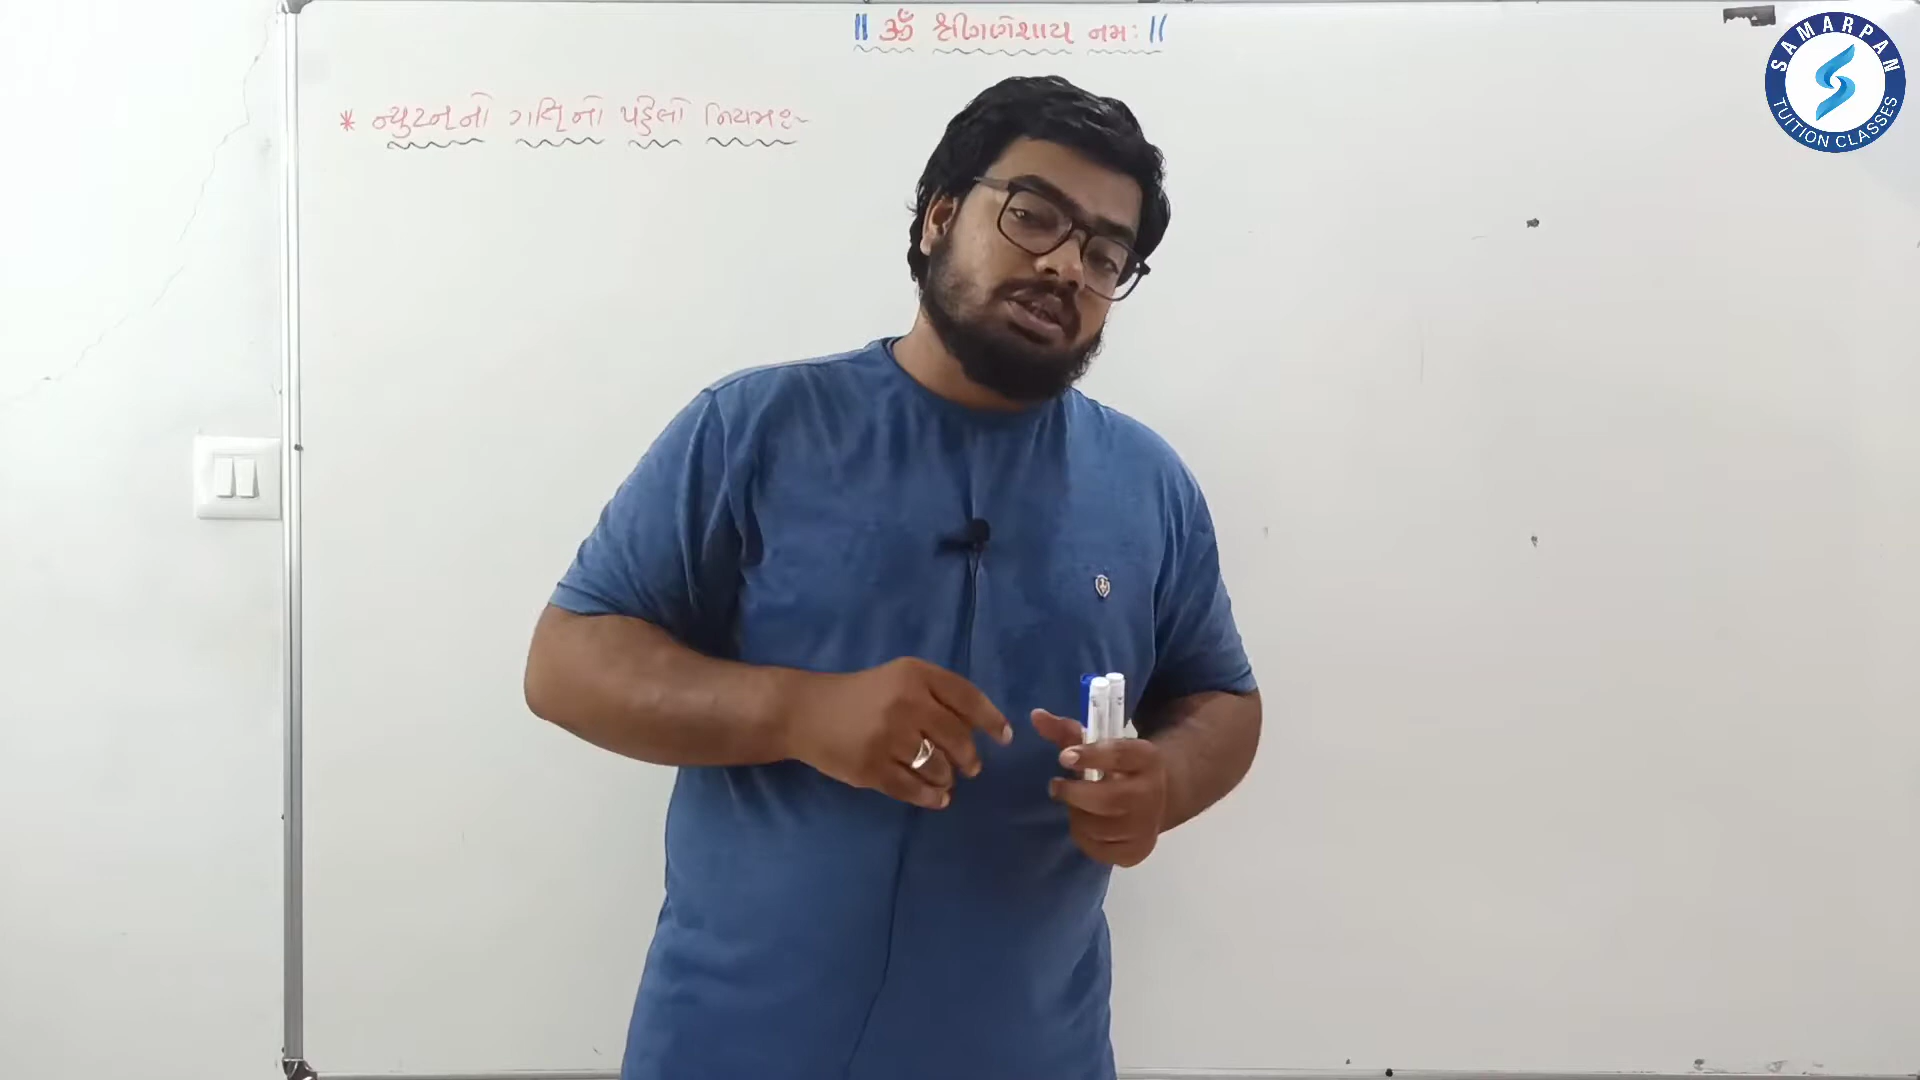 || ૐ શ્રીગણેશાય નમઃ ||
* ન્યુટનનો ગતિનો પહેલો નિયમ:-
SAMARPAN
TUITION CLASSES